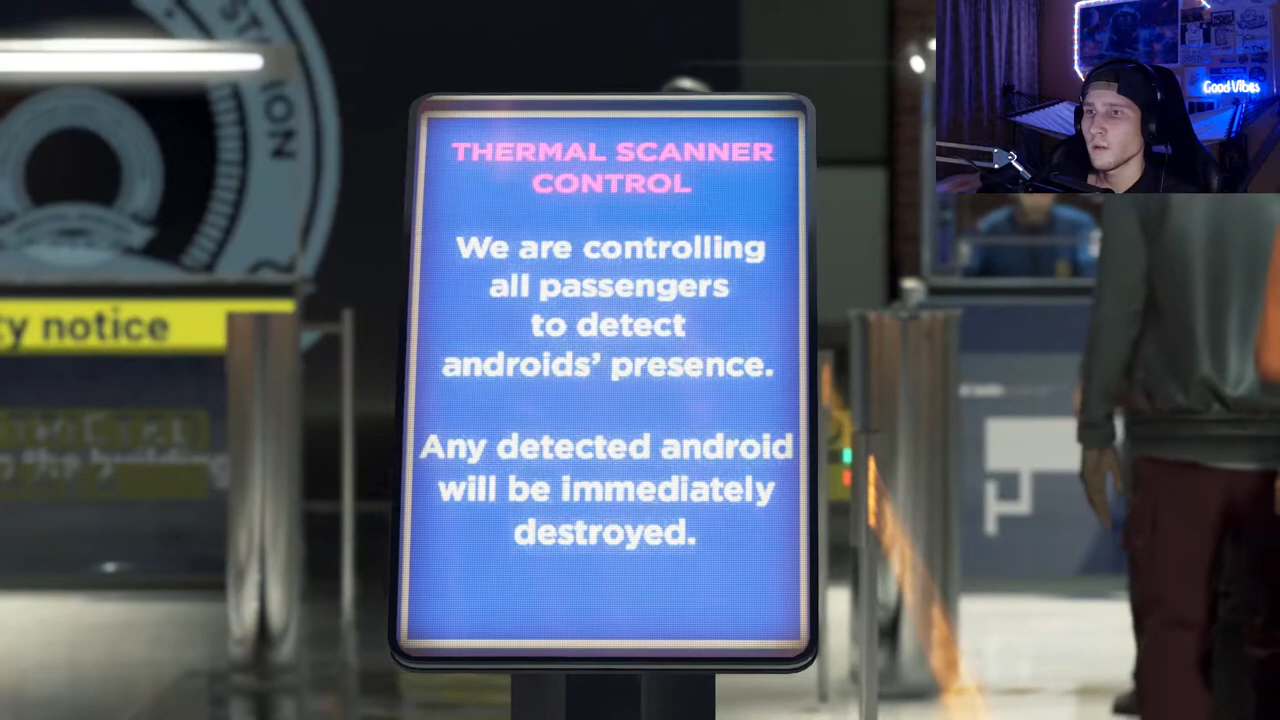 THERMAL SCANNER
CONTROL
We are controlling
all passengers
to detect
androids' presence.
Any detected android
will be immediately
destroyed.
ty notice
STATION
Good Vibes